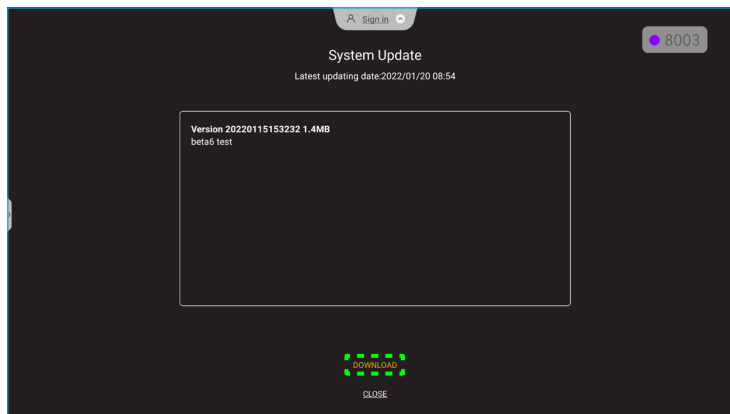 Sign in
8003
System Update
Latest updating date:2022/01/20 08:54
Version 20220115153232 1.4MB
beta6 test
DOWNLOAD
CLOSE